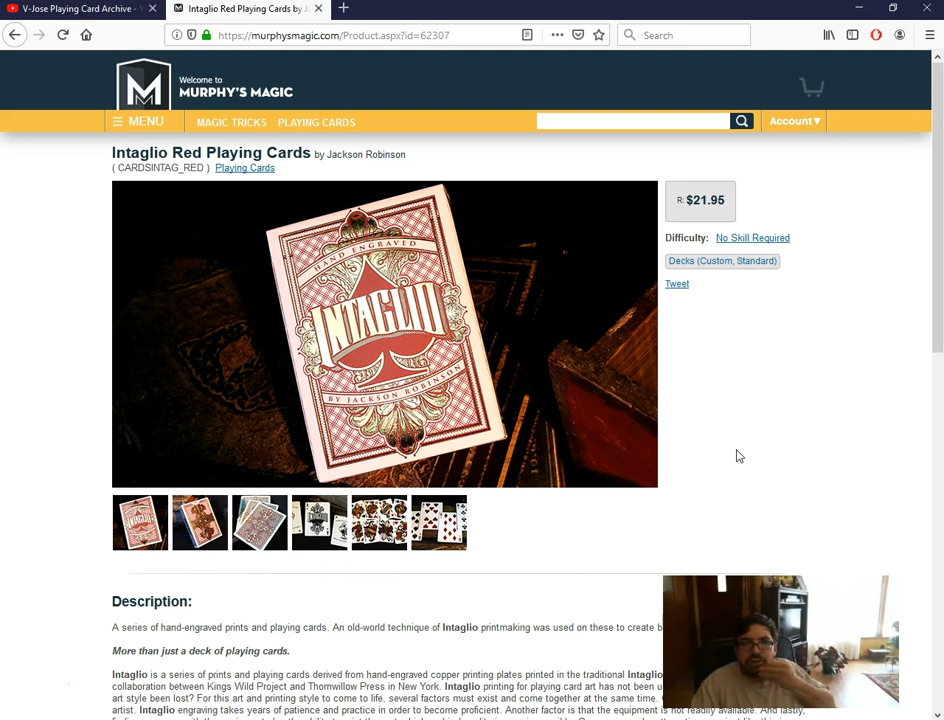 V-Jose Playing Card Archive - Y
Intaglio Red Playing Cards by J
https://murphysmagic.com/Product.aspx?id=62307
Search
Welcome to
MURPHY'S MAGIC
MENU
MAGIC TRICKS
PLAYING CARDS
Account▾
Intaglio Red Playing Cards by Jackson Robinson
( CARDSINTAG_RED ) Playing Cards
HAND ENGRAVED
INTAGLIO
BY JACKSON ROBINSON
R: $21.95
Difficulty: No Skill Required
Decks (Custom, Standard)
Tweet
Description:
A series of hand-engraved prints and playing cards. An old-world technique of Intaglio printmaking was used on these to create b
More than just a deck of playing cards.
Intaglio is a series of prints and playing cards derived from hand-engraved copper printing plates printed in the traditional Intaglio
collaboration between Kings Wild Project and Thornwillow Press in New York. Intaglio printing for playing card art has not been u
art style been lost? For this art and printing style to come to life, several factors must exist and come together at the same time.
artist. Intaglio engraving takes years of patience and practice in order to become proficient. Another factor is that the equipment is not readily available. And lastly,